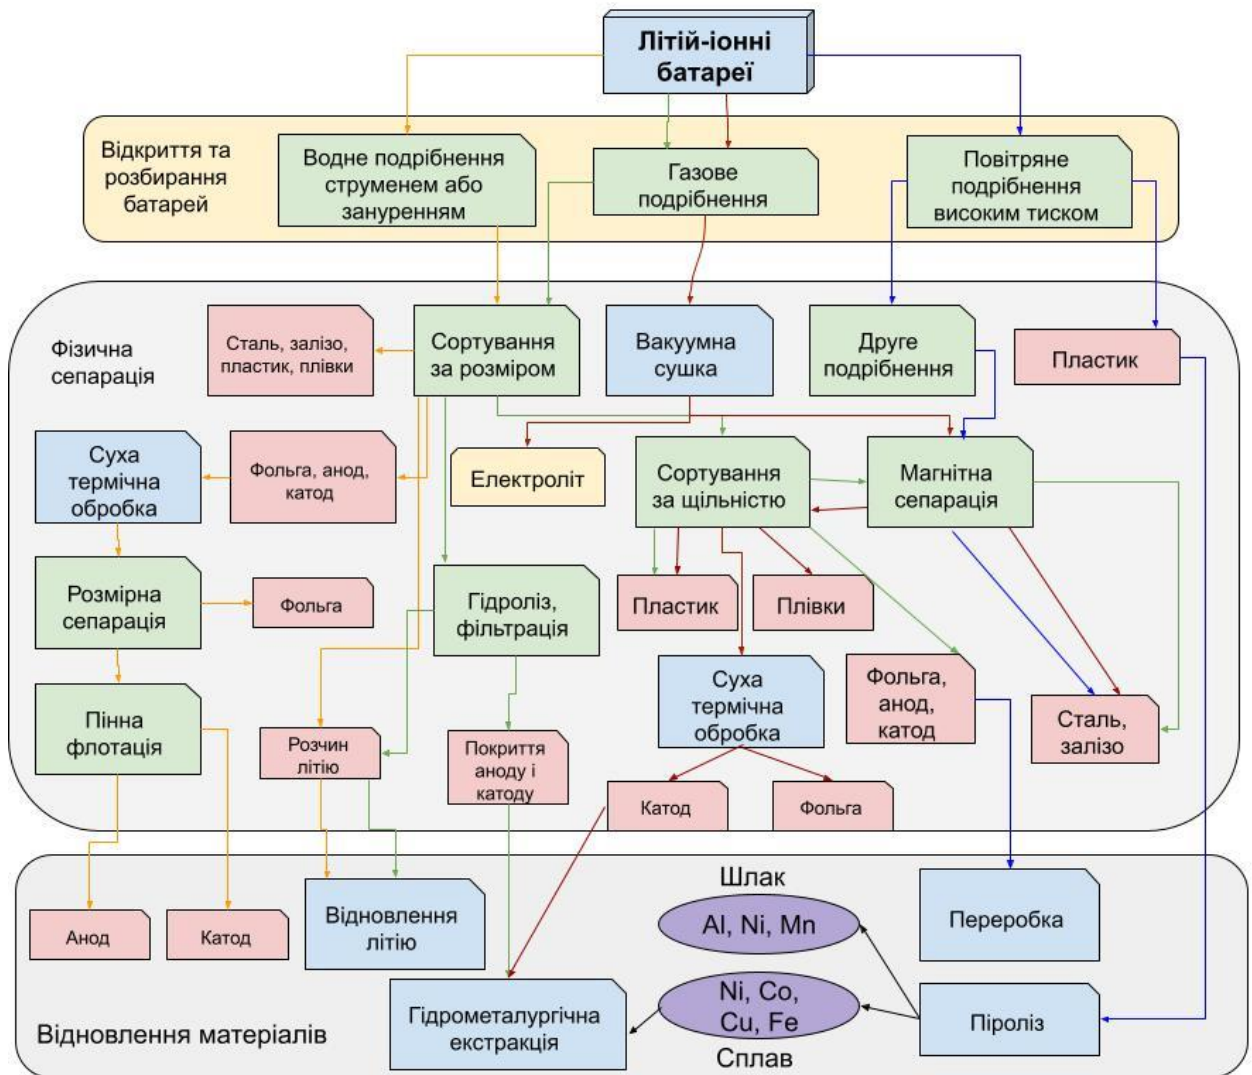 Літій-іонні
батареї
Відкриття та
розбирання
батарей
Водне подрібнення
струменем або
зануренням
Газове
подрібнення
Повітряне
подрібнення
високим тиском
Фізична
сепарація
Сталь, залізо,
пластик, плівки
Сортування
за розміром
Вакуумна
сушка
Друге
подрібнення
Пластик
Суха
термічна
обробка
Фольга, анод,
катод
Електроліт
Сортування
за щільністю
Магнітна
сепарація
Розмірна
сепарація
Фольга
Гідроліз,
фільтрація
Пластик
Плівки
Пінна
флотація
Розчин
літію
Покриття
аноду і
катоду
Суха
термічна
обробка
Фольга,
анод,
катод
Сталь,
залізо
Катод
Фольга
Анод
Катод
Відновлення
літію
Шлак
Al, Ni, Mn
Переробка
Відновлення матеріалів
Гідрометалургічна
екстракція
Ni, Co,
Cu, Fe
Сплав
Піроліз